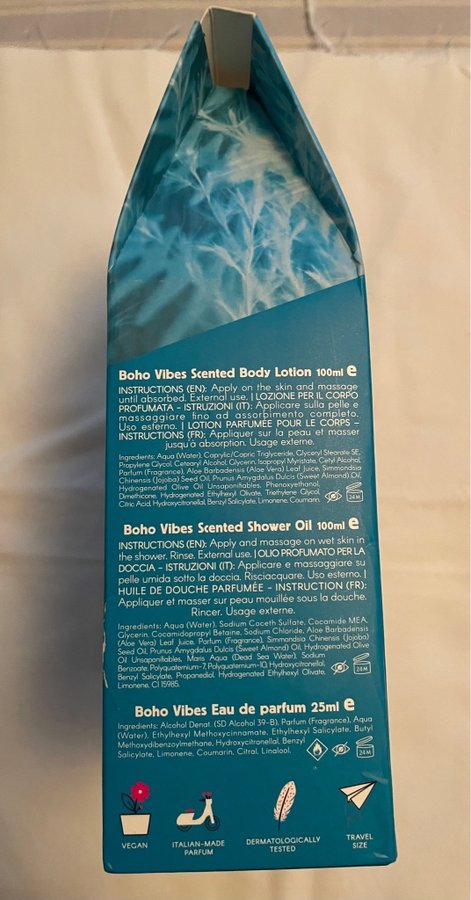 Boho Vibes Scented Body Lotion 100ml ℮
INSTRUCTIONS (EN): Apply on the skin and massage
until absorbed. External use. | LOZIONE PER IL CORPO
PROFUMATA – ISTRUZIONI (IT): Applicare sulla pelle e
massaggiare fino ad assorbimento completo.
Uso esterno. | LOTION PARFUMÉE POUR LE CORPS –
INSTRUCTIONS (FR): Appliquer sur la peau et masser
jusqu'à absorption. Usage externe.
Ingredients: Aqua (Water), Caprylic/Capric Triglyceride, Glyceryl Stearate SE,
Propylene Glycol, Cetearyl Alcohol, Glycerin, Isopropyl Myristate, Cetyl Alcohol,
Parfum (Fragrance), Aloe Barbadensis (Aloe Vera) Leaf Juice, Simmondsia
Chinensis (Jojoba) Seed Oil, Prunus Amygdalus Dulcis (Sweet Almond) Oil,
Hydrogenated Olive Oil Unsaponifiables, Phenoxyethanol,
Dimethicone, Hydrogenated Ethylhexyl Olivate, Triethylene Glycol,
Citric Acid, Hydroxycitronellal, Benzyl Salicylate, Limonene, Coumarin.
24M
Boho Vibes Scented Shower Oil 100ml ℮
INSTRUCTIONS (EN): Apply and massage on wet skin in
the shower. Rinse. External use. | OLIO PROFUMATO PER LA
DOCCIA – ISTRUZIONI (IT): Applicare e massaggiare su
pelle umida sotto la doccia. Risciacquare. Uso esterno. |
HUILE DE DOUCHE PARFUMÉE – INSTRUCTION (FR):
Appliquer et masser sur peau mouillée sous la douche.
Rincer. Usage externe.
Ingredients: Aqua (Water), Sodium Coceth Sulfate, Cocamide MEA,
Glycerin, Cocamidopropyl Betaine, Sodium Chloride, Aloe Barbadensis
(Aloe Vera) Leaf Juice, Parfum (Fragrance), Simmondsia Chinensis (Jojoba)
Seed Oil, Prunus Amygdalus Dulcis (Sweet Almond) Oil, Hydrogenated Olive
Oil Unsaponifiables, Maris Aqua (Dead Sea Water), Sodium
Benzoate, Polyquaternium-7, Polyquaternium-10, Hydroxycitronellal,
Benzyl Salicylate, Propanediol, Hydrogenated Ethylhexyl Olivate,
Limonene, CI 15985.
24M
Boho Vibes Eau de parfum 25ml ℮
Ingredients: Alcohol Denat. (SD Alcohol 39-B), Parfum (Fragrance), Aqua
(Water), Ethylhexyl Methoxycinnamate, Ethylhexyl Salicylate, Butyl
Methoxydibenzoylmethane, Hydroxycitronellal, Benzyl
Salicylate, Limonene, Coumarin, Citral, Linalool.
24M
VEGAN
ITALIAN-MADE
PARFUM
DERMATOLOGICALLY
TESTED
TRAVEL
SIZE